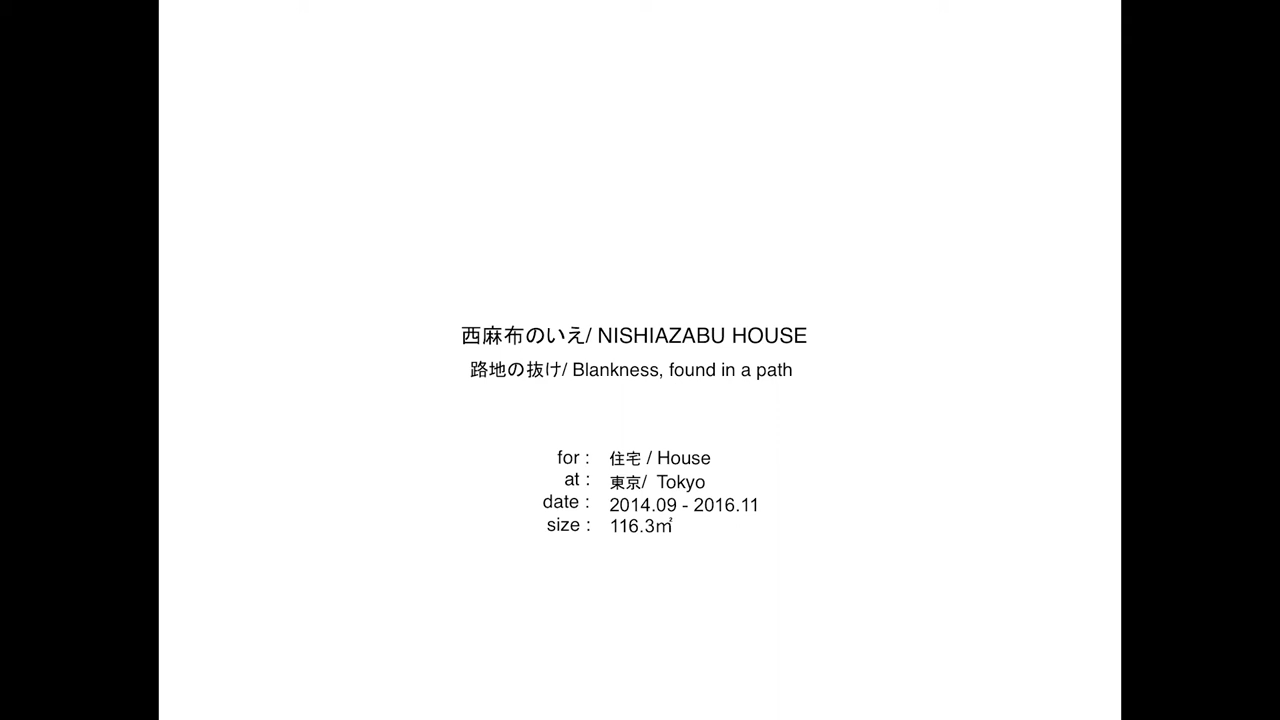 西麻布のいえ/ NISHIAZABU HOUSE
路地の抜け/ Blankness, found in a path
for : 住宅 / House
at : 東京/ Tokyo
date : 2014.09 - 2016.11
size : 116.3㎡